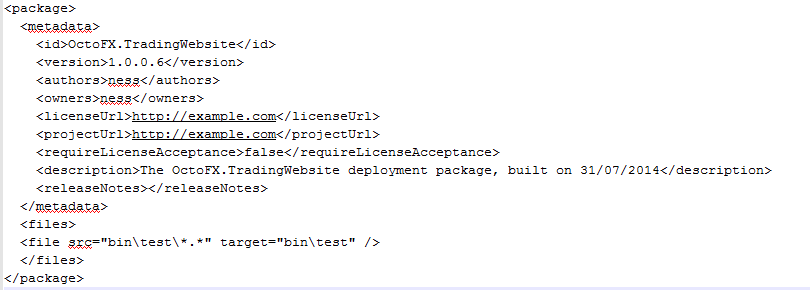 <package>
  <metadata>
    <id>OctoFX.TradingWebsite</id>
    <version>1.0.0.6</version>
    <authors>ness</authors>
    <owners>ness</owners>
    <licenseUrl>http://example.com</licenseUrl>
    <projectUrl>http://example.com</projectUrl>
    <requireLicenseAcceptance>false</requireLicenseAcceptance>
    <description>The OctoFX.TradingWebsite deployment package, built on 31/07/2014</description>
    <releaseNotes></releaseNotes>
  </metadata>
  <files>
  <file src="bin\test\*.*" target="bin\test" />
  </files>
</package>